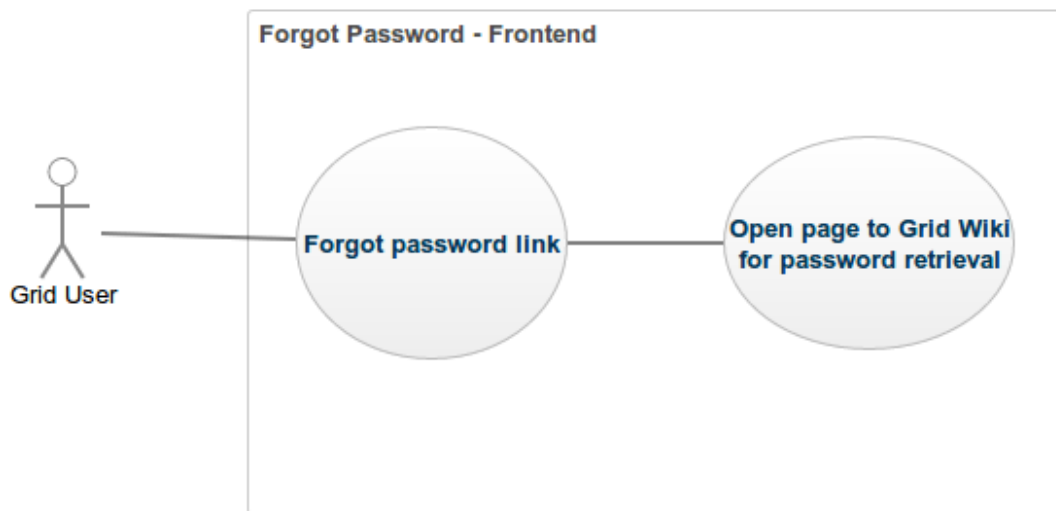 Forgot Password - Frontend
Grid User
Forgot password link
Open page to Grid Wiki
for password retrieval